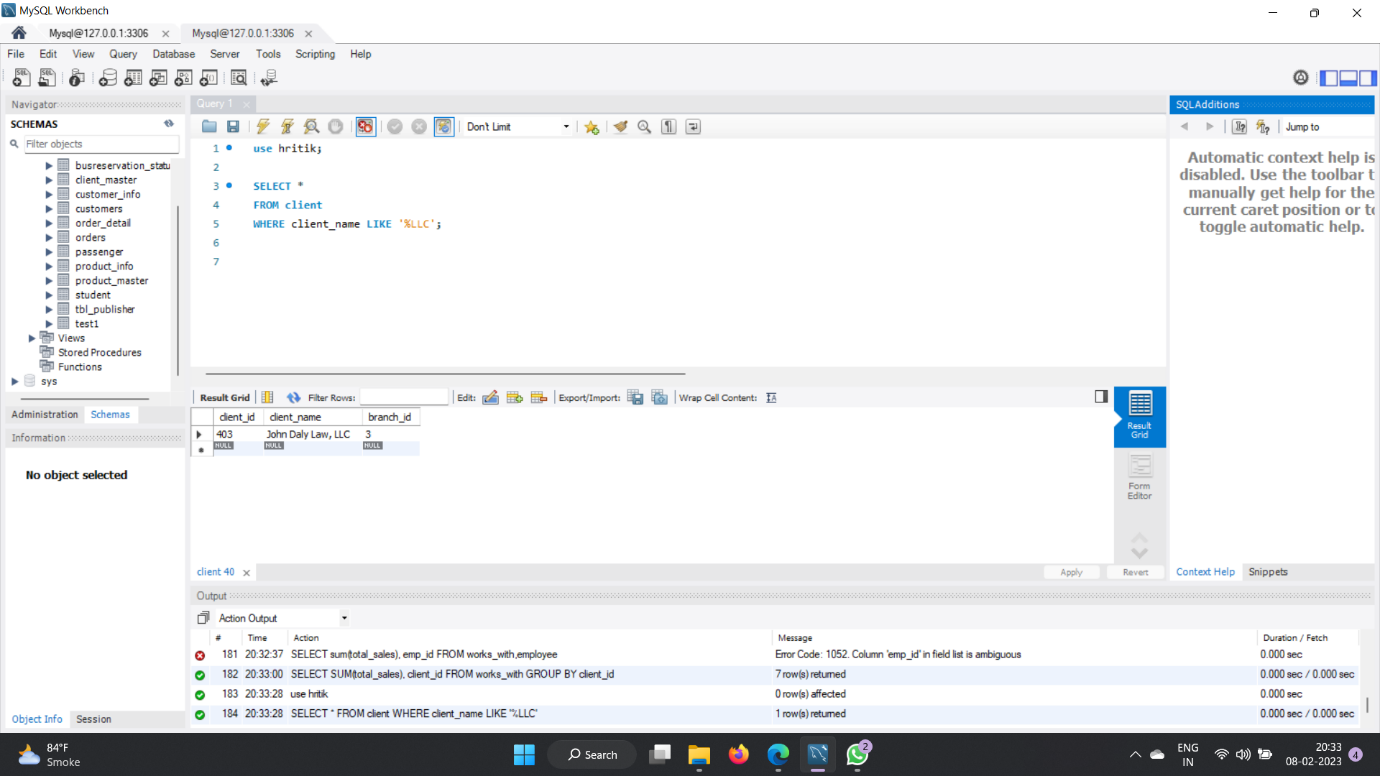 MySQL Workbench
Mysql@127.0.0.1:3306 Mysql@127.0.0.1:3306
File Edit View Query Database Server Tools Scripting Help
Navigator
SCHEMAS
Filter objects
busreservation_statu
client_master
customer_info
customers
order_detail
orders
passenger
product_info
product_master
student
tbl_publisher
test1
Views
Stored Procedures
Functions
sys
Administration Schemas
Information
No object selected
Object Info Session
Query 1
Don't Limit
1 use hritik;
2
3 SELECT *
4 FROM client
5 WHERE client_name LIKE '%LLC';
6
7
Result Grid Filter Rows: Edit: Export/Import: Wrap Cell Content:
client_id client_name branch_id
403 John Daly Law, LLC 3
NULL NULL NULL
Result
Grid
Form
Editor
client 40 Apply Revert
SQLAdditions
Jump to
Automatic context help is
disabled. Use the toolbar t
manually get help for the
current caret position or to
toggle automatic help.
Context Help Snippets
Output
Action Output
# Time Action Message Duration / Fetch
181 20:32:37 SELECT sum(total_sales), emp_id FROM works_with,employee Error Code: 1052. Column 'emp_id' in field list is ambiguous 0.000 sec
182 20:33:00 SELECT SUM(total_sales), client_id FROM works_with GROUP BY client_id 7 row(s) returned 0.000 sec / 0.000 sec
183 20:33:28 use hritik 0 row(s) affected 0.000 sec
184 20:33:28 SELECT * FROM client WHERE client_name LIKE '%LLC' 1 row(s) returned 0.000 sec / 0.000 sec
84°F
Smoke
Search
2
ENG
IN
20:33
08-02-2023
4